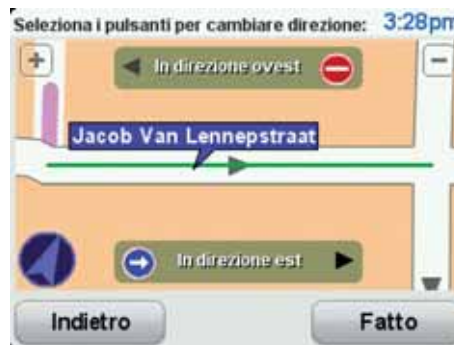 Seleziona i pulsanti per cambiare direzione: 3:28pm
In direzione ovest
Jacob Van Lennepstraat
In direzione est
Indietro
Fatto